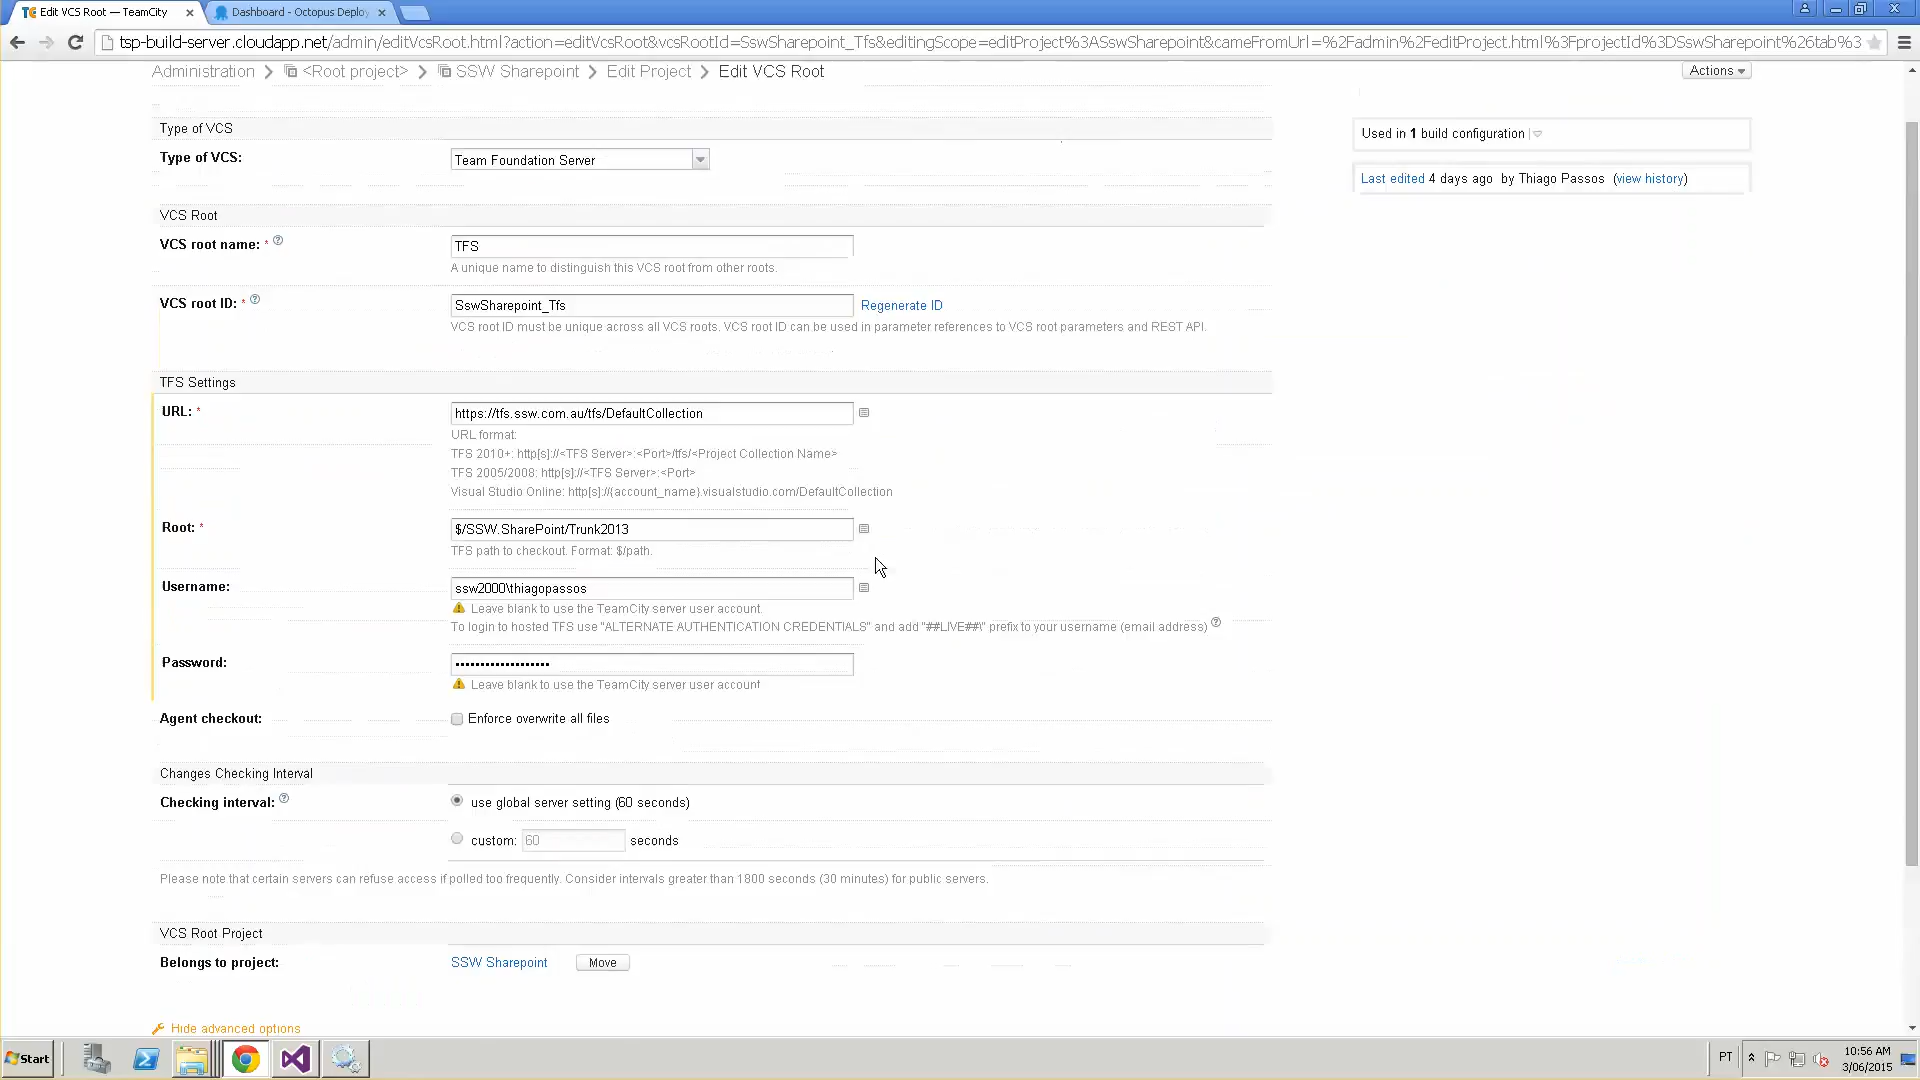 Edit VCS Root — TeamCity
Dashboard - Octopus Deploy
tsp-build-server.cloudapp.net/admin/editVcsRoot.html?action=editVcsRoot&vcsRootId=SswSharepoint_Tfs&editingScope=editProject%3ASswSharepoint&cameFromUrl=%2Fadmin%2FeditProject.html%3FprojectId%3DSswSharepoint%26tab%3
Administration > <Root project> > SSW Sharepoint > Edit Project > Edit VCS Root
Actions
Type of VCS
Type of VCS: Team Foundation Server
Used in 1 build configuration
Last edited 4 days ago by Thiago Passos (view history)
VCS Root
VCS root name: * TFS
A unique name to distinguish this VCS root from other roots.
VCS root ID: * SswSharepoint_Tfs Regenerate ID
VCS root ID must be unique across all VCS roots. VCS root ID can be used in parameter references to VCS root parameters and REST API.
TFS Settings
URL: * https://tfs.ssw.com.au/tfs/DefaultCollection
URL format:
TFS 2010+: http[s]://<TFS Server>:<Port>/tfs/<Project Collection Name>
TFS 2005/2008: http[s]://<TFS Server>:<Port>
Visual Studio Online: http[s]://{account_name}.visualstudio.com/DefaultCollection
Root: * $/SSW.SharePoint/Trunk2013
TFS path to checkout. Format: $/path.
Username: ssw2000\thiagopassos
Leave blank to use the TeamCity server user account.
To login to hosted TFS use "ALTERNATE AUTHENTICATION CREDENTIALS" and add "##LIVE##\" prefix to your username (email address)
Password: •••••••••••••••••••
Leave blank to use the TeamCity server user account
Agent checkout: Enforce overwrite all files
Changes Checking Interval
Checking interval: use global server setting (60 seconds)
custom: 60 seconds
Please note that certain servers can refuse access if polled too frequently. Consider intervals greater than 1800 seconds (30 minutes) for public servers.
VCS Root Project
Belongs to project: SSW Sharepoint Move
Hide advanced options
Start
PT
10:56 AM
3/06/2015